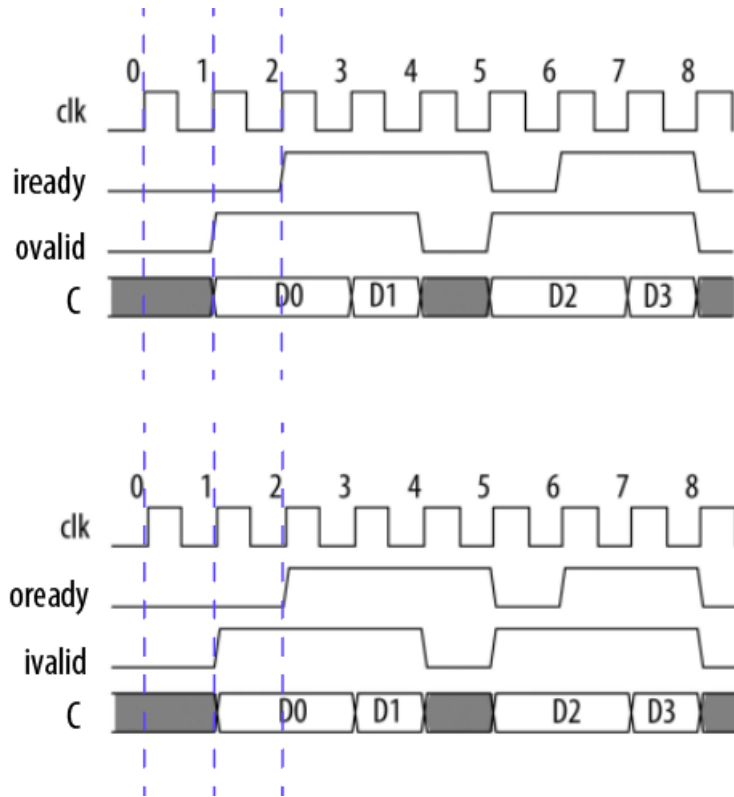 0 1 2 3 4 5 6 7 8
clk
iready
ovalid
C D0 D1 D2 D3
0 1 2 3 4 5 6 7 8
clk
oready
ivalid
C D0 D1 D2 D3